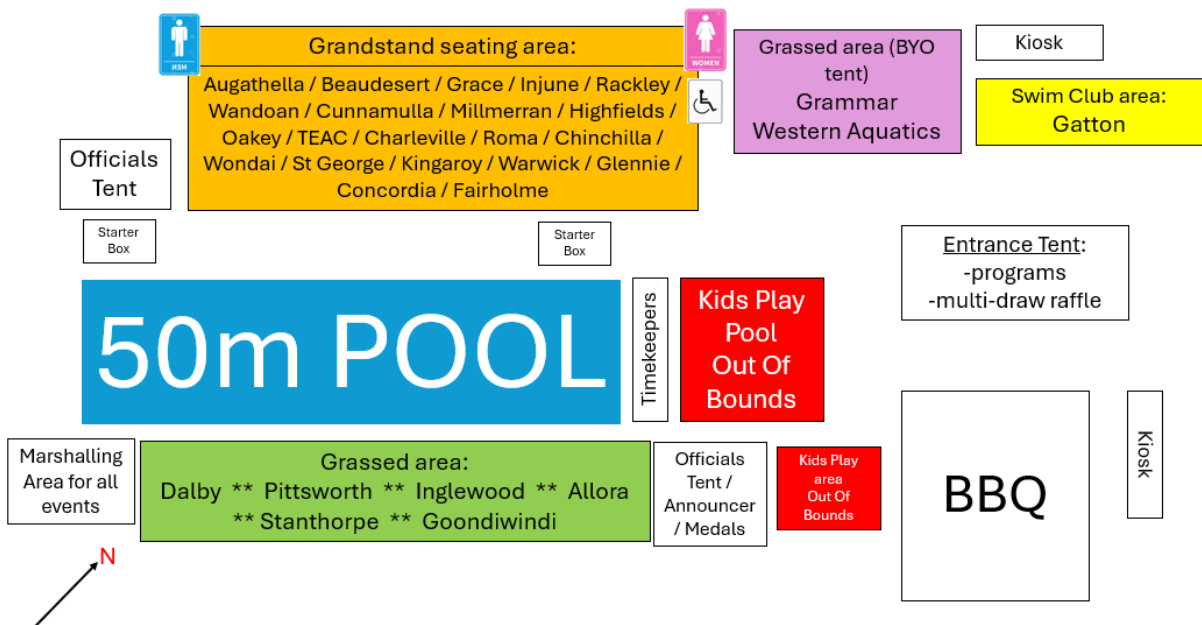 MEN
Grandstand seating area:
Augathella / Beaudesert / Grace / Injune / Rackley /
Wandoan / Cunnamulla / Millmerran / Highfields /
Oakey / TEAC / Charleville / Roma / Chinchilla /
Wondai / St George / Kingaroy / Warwick / Glennie /
Concordia / Fairholme
WOMEN
Grassed area (BYO
tent)
Grammar
Western Aquatics
Kiosk
Swim Club area:
Gatton
Officials
Tent
Starter
Box
Starter
Box
Entrance Tent:
-programs
-multi-draw raffle
50m POOL
Timekeepers
Kids Play
Pool
Out Of
Bounds
Marshalling
Area for all
events
Grassed area:
Dalby ** Pittsworth ** Inglewood ** Allora
** Stanthorpe ** Goondiwindi
Officials
Tent /
Announcer
/ Medals
Kids Play
area
Out Of
Bounds
BBQ
Kiosk
N